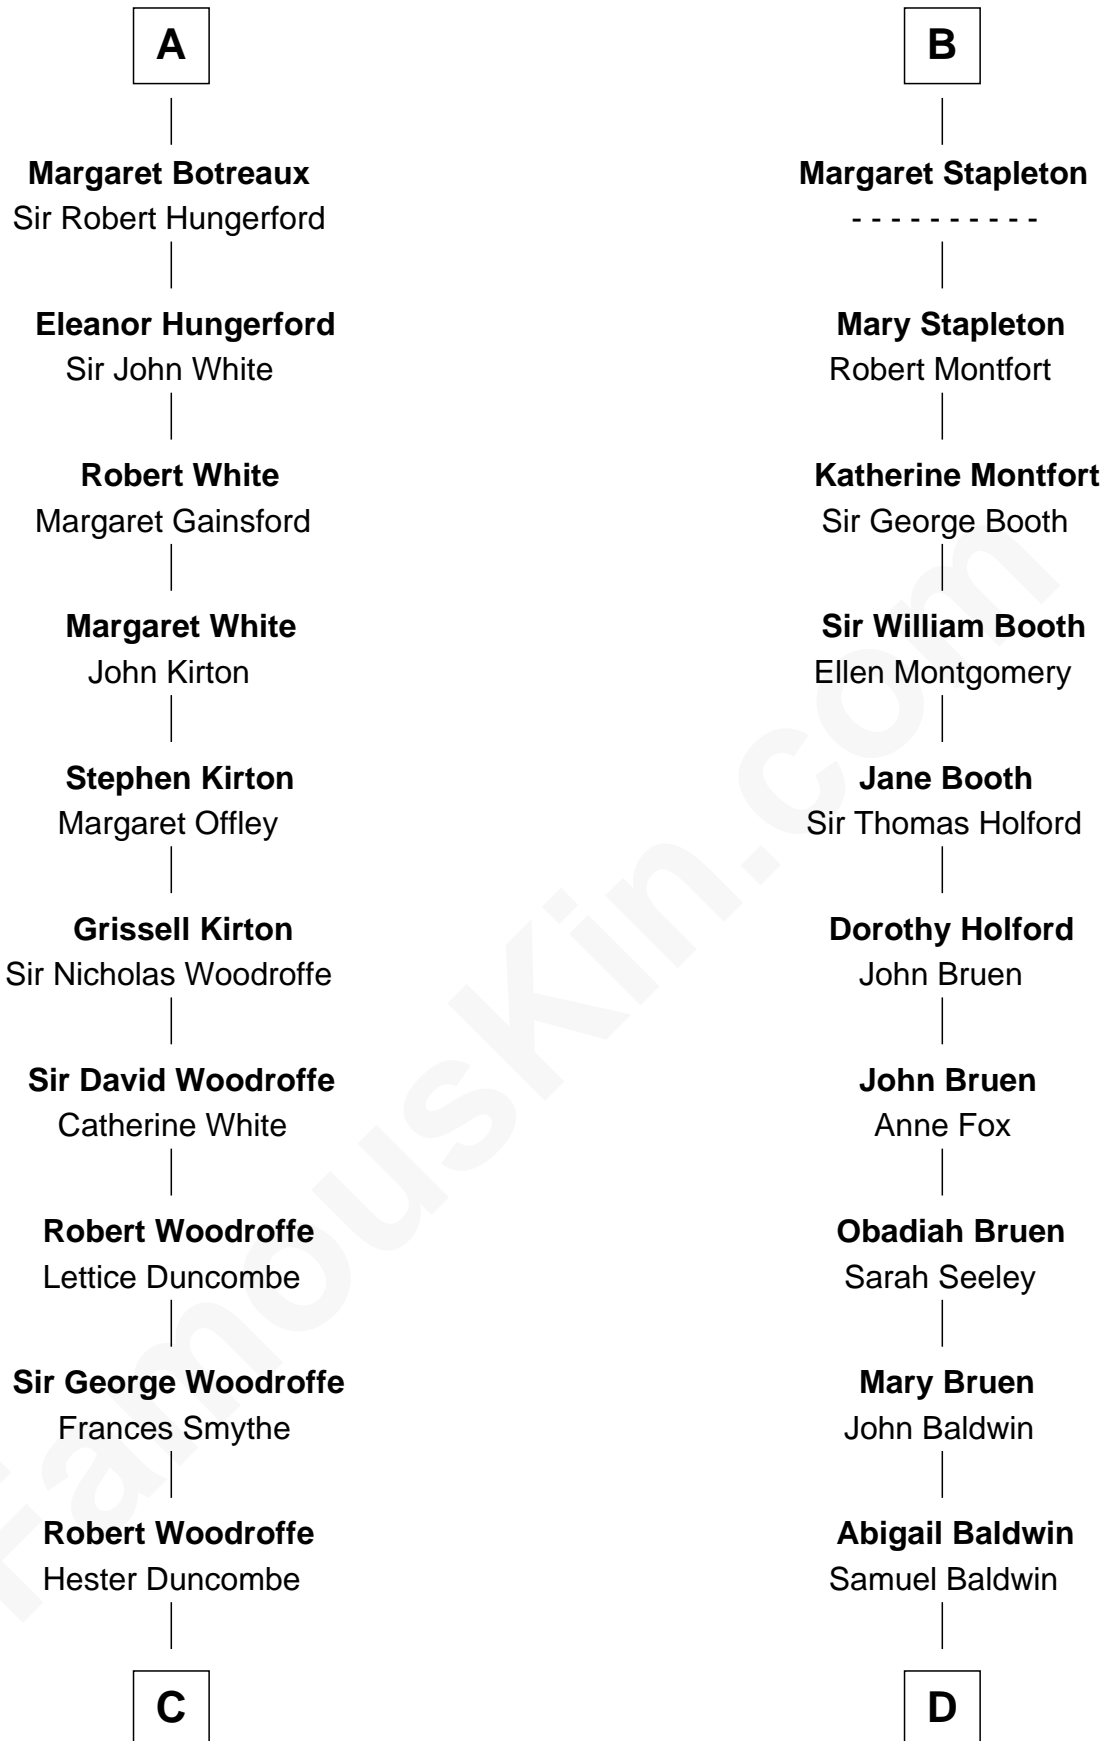 A
Margaret Botreaux
Sir Robert Hungerford
Eleanor Hungerford
Sir John White
Robert White
Margaret Gainsford
Margaret White
John Kirton
Stephen Kirton
Margaret Offley
Grissell Kirton
Sir Nicholas Woodroffe
Sir David Woodroffe
Catherine White
Robert Woodroffe
Lettice Duncombe
Sir George Woodroffe
Frances Smythe
Robert Woodroffe
Hester Duncombe
C
B
Margaret Stapleton
- - - - - - - - - -
Mary Stapleton
Robert Montfort
Katherine Montfort
Sir George Booth
Sir William Booth
Ellen Montgomery
Jane Booth
Sir Thomas Holford
Dorothy Holford
John Bruen
John Bruen
Anne Fox
Obadiah Bruen
Sarah Seeley
Mary Bruen
John Baldwin
Abigail Baldwin
Samuel Baldwin
D
FamousKin.com